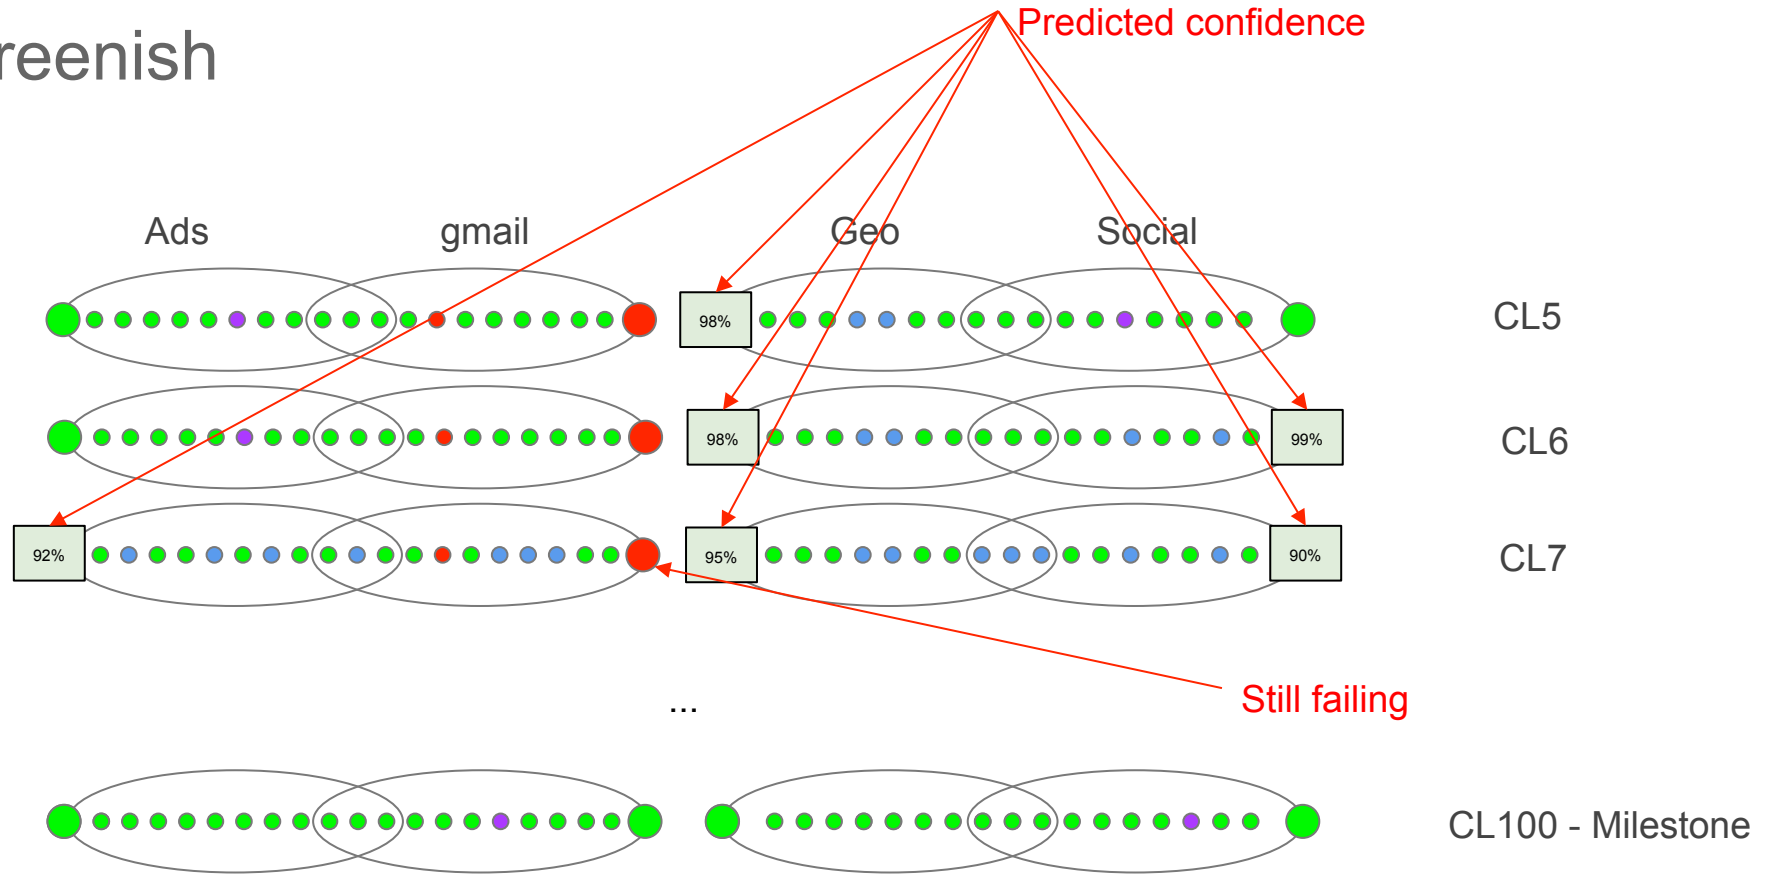 Predicted confidence
reenish
Ads gmail Geo Social
98% CL5
98% 99% CL6
92% 95% 90% CL7
Still failing
...
CL100 - Milestone